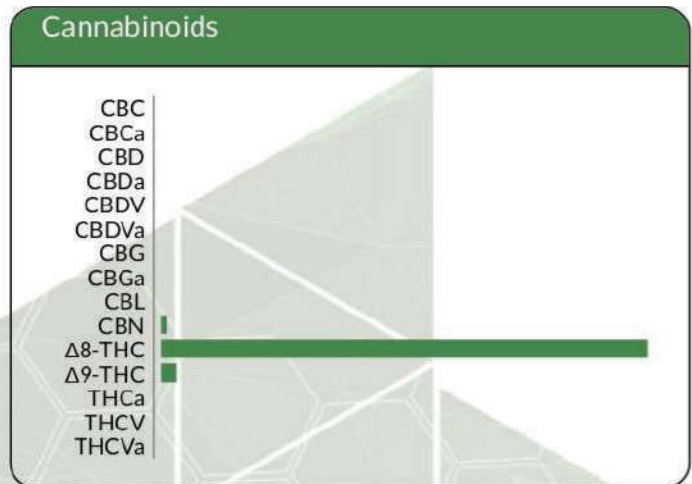 Cannabinoids
CBC
CBCa
CBD
CBDa
CBDV
CBDVa
CBG
CBGa
CBL
CBN
Δ8-THC
Δ9-THC
THCa
THCV
THCVa